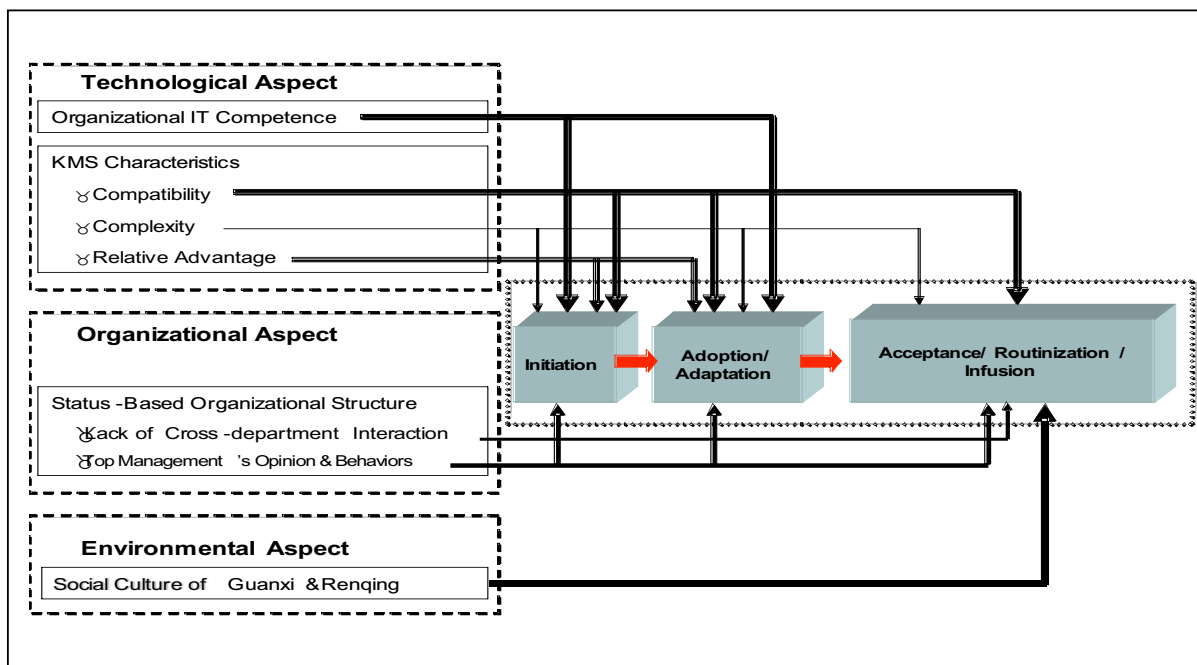 Technological Aspect
Organizational IT Competence
KMS Characteristics
Compatibility
Complexity
Relative Advantage
Organizational Aspect
Status -Based Organizational Structure
Lack of Cross -department Interaction
Top Management 's Opinion & Behaviors
Environmental Aspect
Social Culture of Guanxi &Renqing
Initiation
Adoption/
Adaptation
Acceptance/ Routinization /
Infusion